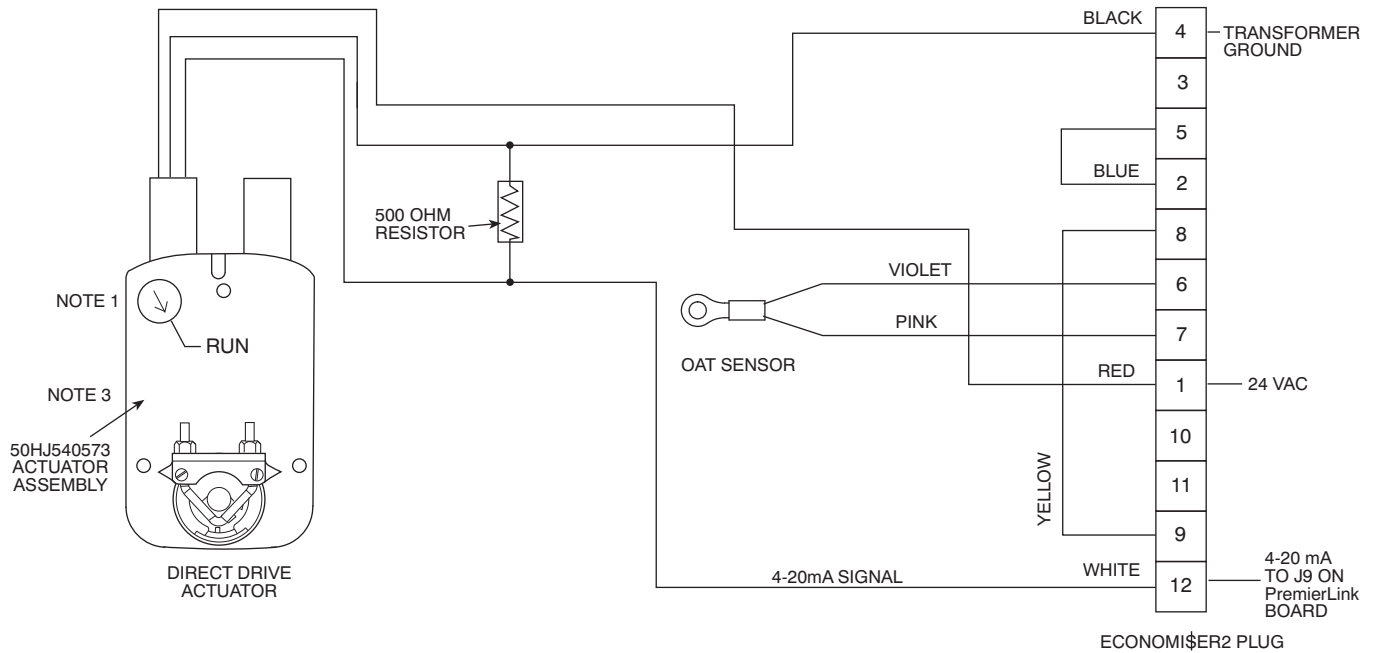 BLACK
4
TRANSFORMER
GROUND
3
5
BLUE
2
500 OHM
RESISTOR
8
VIOLET
6
NOTE 1
RUN
PINK
7
OAT SENSOR
RED
1
24 VAC
NOTE 3
50HJ540573
ACTUATOR
ASSEMBLY
10
YELLOW
11
9
DIRECT DRIVE
ACTUATOR
4-20mA SIGNAL
WHITE
12
4-20 mA
TO J9 ON
PremierLink
BOARD
ECONOMI$ER2 PLUG